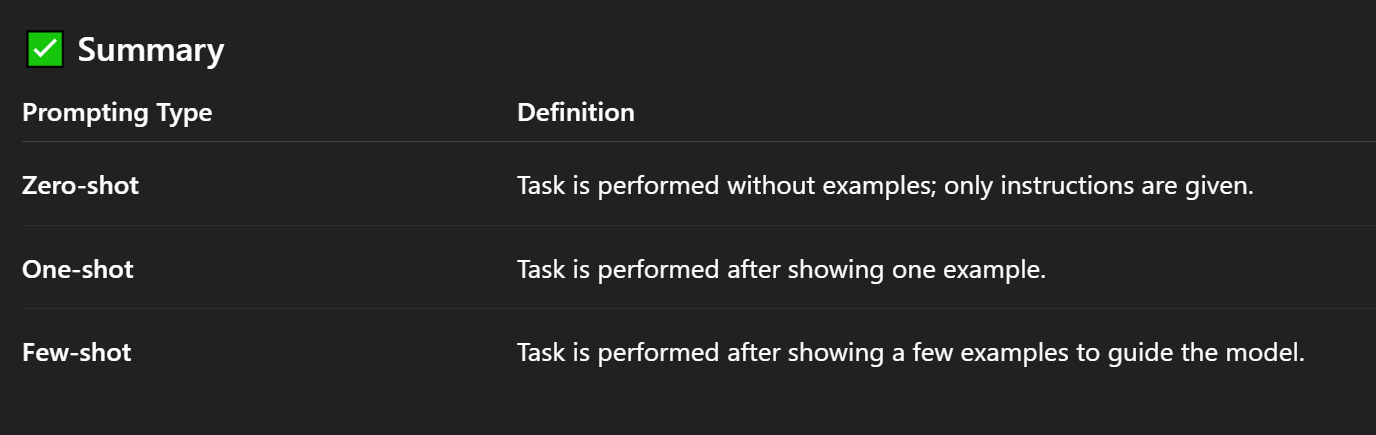 ✅ Summary
Prompting Type Definition
Zero-shot Task is performed without examples; only instructions are given.
One-shot Task is performed after showing one example.
Few-shot Task is performed after showing a few examples to guide the model.